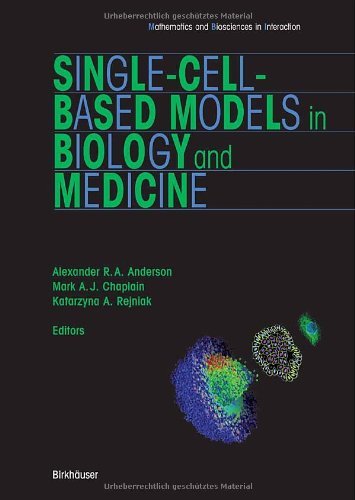 Urheberrechtlich geschütztes Material
Mathematics and Biosciences in Interaction
SINGLE-CELL-
BASED MODELS in
BIOLOGY and
MEDICINE
Alexander R. A. Anderson
Mark A. J. Chaplain
Katarzyna A. Rejniak
Editors
Birkhäuser
Urheberrechtlich geschütztes Material